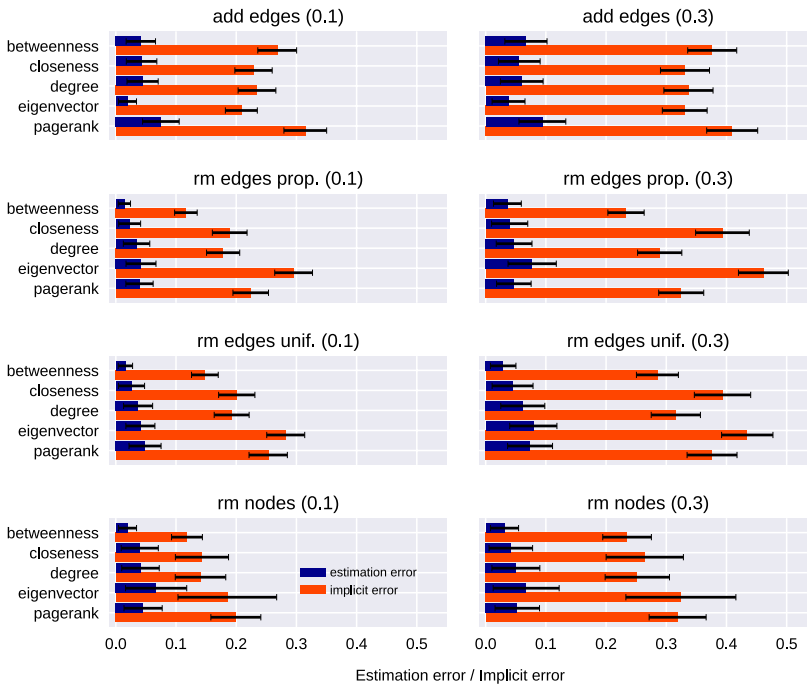 add edges (0.1)
add edges (0.3)
betweenness
closeness
degree
eigenvector
pagerank
rm edges prop. (0.1)
rm edges prop. (0.3)
betweenness
closeness
degree
eigenvector
pagerank
rm edges unif. (0.1)
rm edges unif. (0.3)
betweenness
closeness
degree
eigenvector
pagerank
rm nodes (0.1)
rm nodes (0.3)
betweenness
closeness
degree
eigenvector
pagerank
estimation error
implicit error
0.0 0.1 0.2 0.3 0.4 0.5
0.0 0.1 0.2 0.3 0.4 0.5
Estimation error / Implicit error